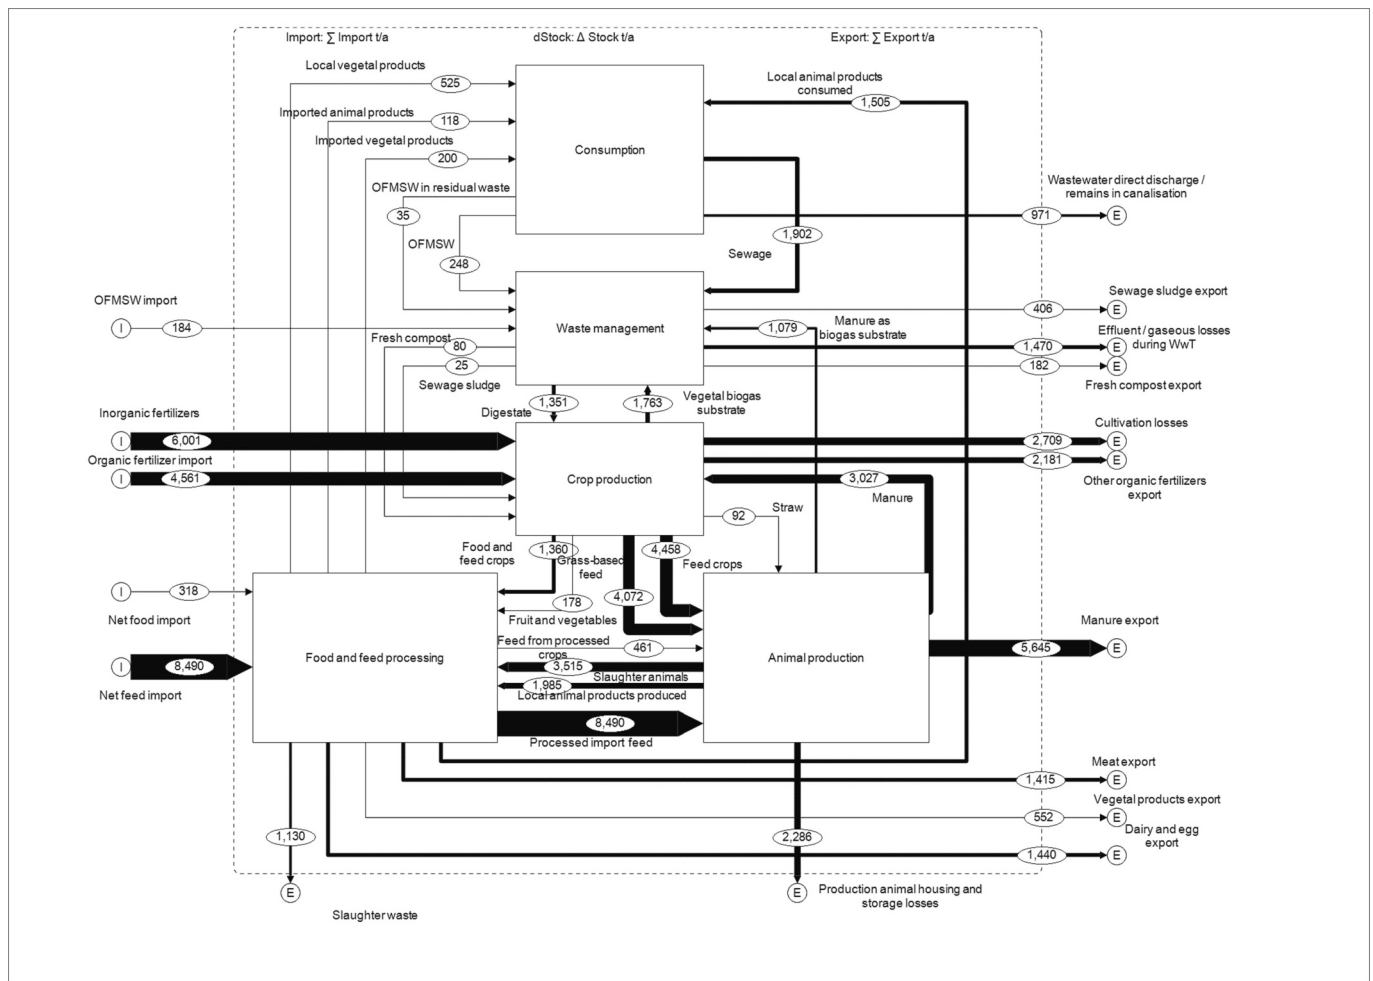 Import: ∑ Import t/a
dStock: Δ Stock t/a
Export: ∑ Export t/a
Local vegetal products
525
Local animal products
consumed
1,505
Imported animal products
118
Imported vegetal products
200
Consumption
OFMSW in residual waste
35
Wastewater direct discharge /
remains in canalisation
971
E
1,902
Sewage
OFMSW
248
OFMSW import
I
184
Waste management
Sewage sludge export
406
E
1,079
Manure as
biogas substrate
Effluent / gaseous losses
during WwT
1,470
E
Fresh compost
80
25
Sewage sludge
182
E
Fresh compost export
Digestate
1,351
1,763
Vegetal biogas
substrate
Inorganic fertilizers
I
6,001
Organic fertilizer import
I
4,561
Crop production
Cultivation losses
2,709
E
2,181
E
Other organic fertilizers
export
3,027
Manure
92
Straw
Food and
feed crops
1,360
Grass-based
feed
4,458
Feed crops
I
318
Net food import
178
4,072
Fruit and vegetables
Feed from processed
crops
461
Food and feed processing
Animal production
Manure export
5,645
E
I
8,490
Net feed import
3,515
Slaughter animals
1,985
Local animal products produced
8,490
Processed import feed
Meat export
1,415
E
Vegetal products export
552
E
Dairy and egg
export
1,440
E
1,130
2,286
E
Slaughter waste
E
Production animal housing and
storage losses